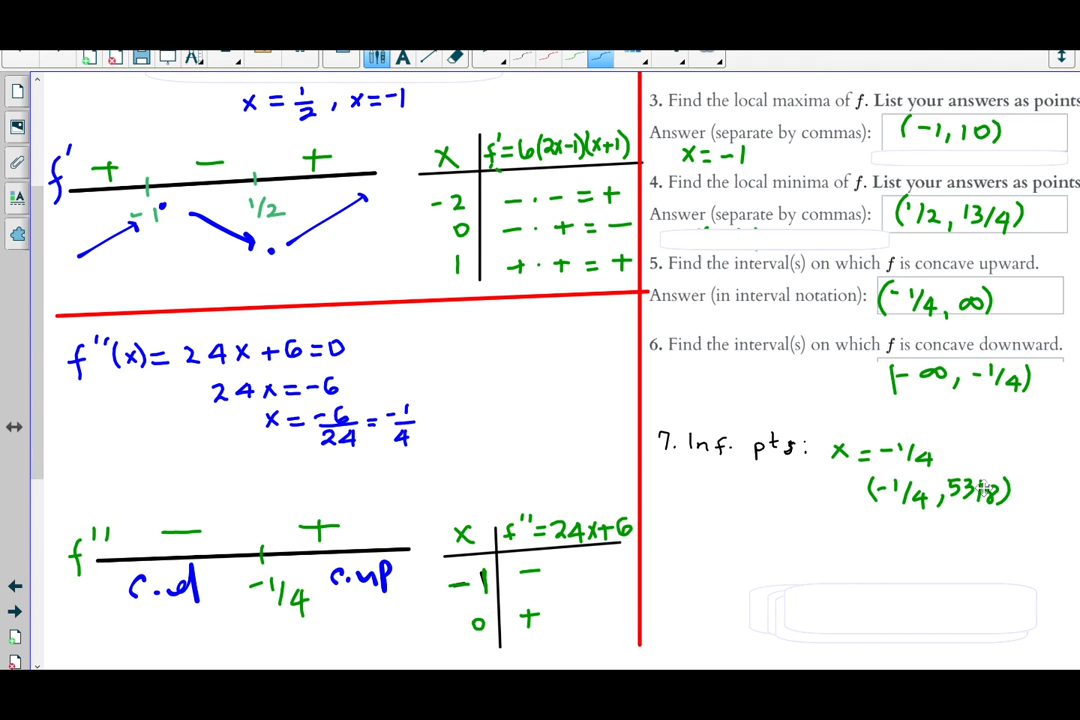 x = 1/2 , x = -1
f' + - +
-1 1/2
x f' = 6(2x-1)(x+1)
-2 - · - = +
0 - · + = -
1 + · + = +
f''(x) = 24x + 6 = 0
24x = -6
x = -6/24 = -1/4
f'' - +
c.d -1/4 c.up
x f'' = 24x+6
-1 -
0 +
3. Find the local maxima of f. List your answers as points
Answer (separate by commas): (-1, 10)
x = -1
4. Find the local minima of f. List your answers as points
Answer (separate by commas): (1/2, 13/4)
5. Find the interval(s) on which f is concave upward.
Answer (in interval notation): (-1/4, ∞)
6. Find the interval(s) on which f is concave downward.
(-∞, -1/4)
7. Inf. pts: x = -1/4
(-1/4 , 53/8)